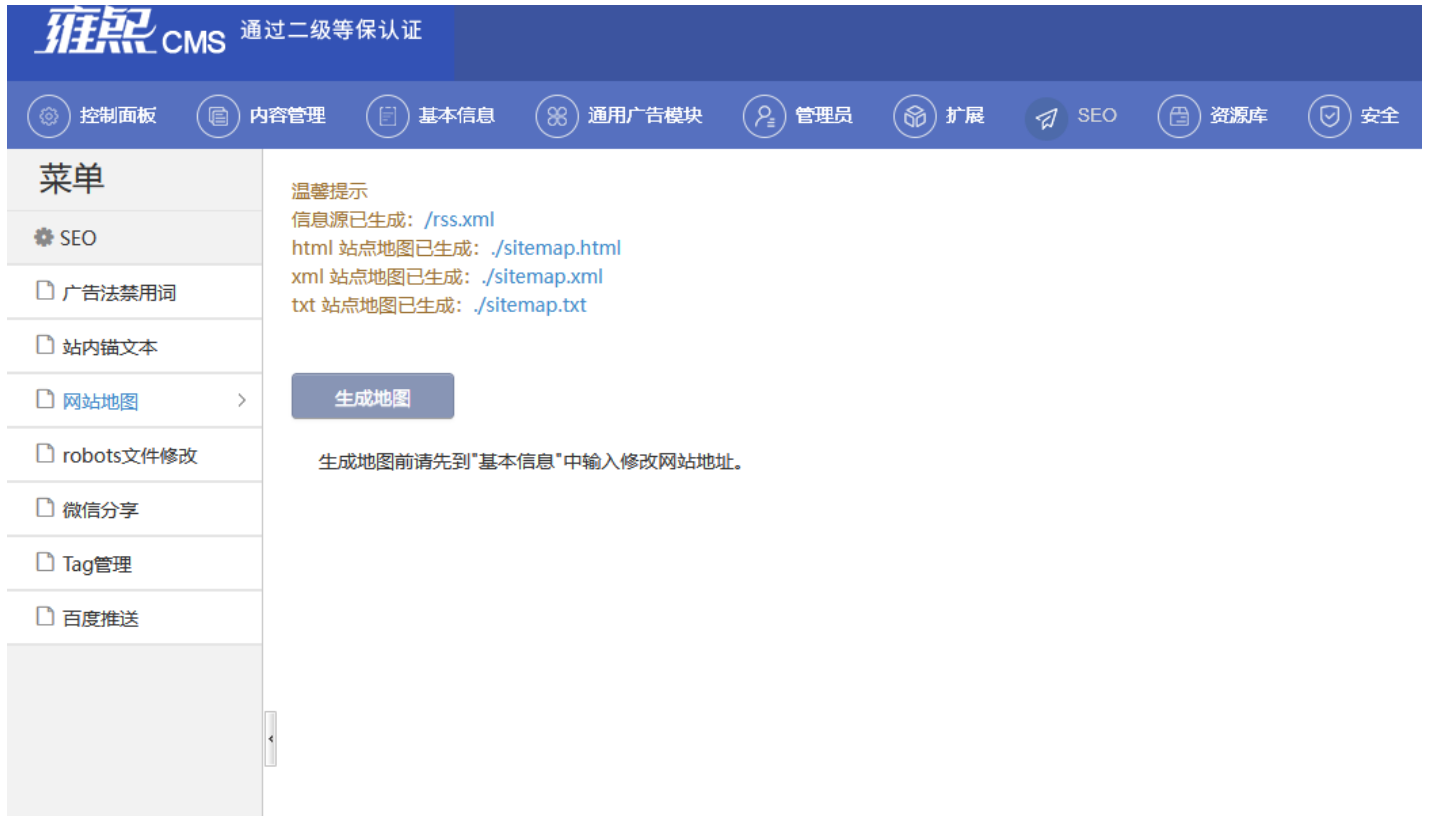 雍熙CMS 通过二级等保认证
控制面板 内容管理 基本信息 通用广告模块 管理员 扩展 SEO 资源库 安全
菜单
SEO
广告法禁用词
站内锚文本
网站地图
robots文件修改
微信分享
Tag管理
百度推送
温馨提示
信息源已生成：/rss.xml
html 站点地图已生成：./sitemap.html
xml 站点地图已生成：./sitemap.xml
txt 站点地图已生成：./sitemap.txt
生成地图
生成地图前请先到"基本信息"中输入修改网站地址。